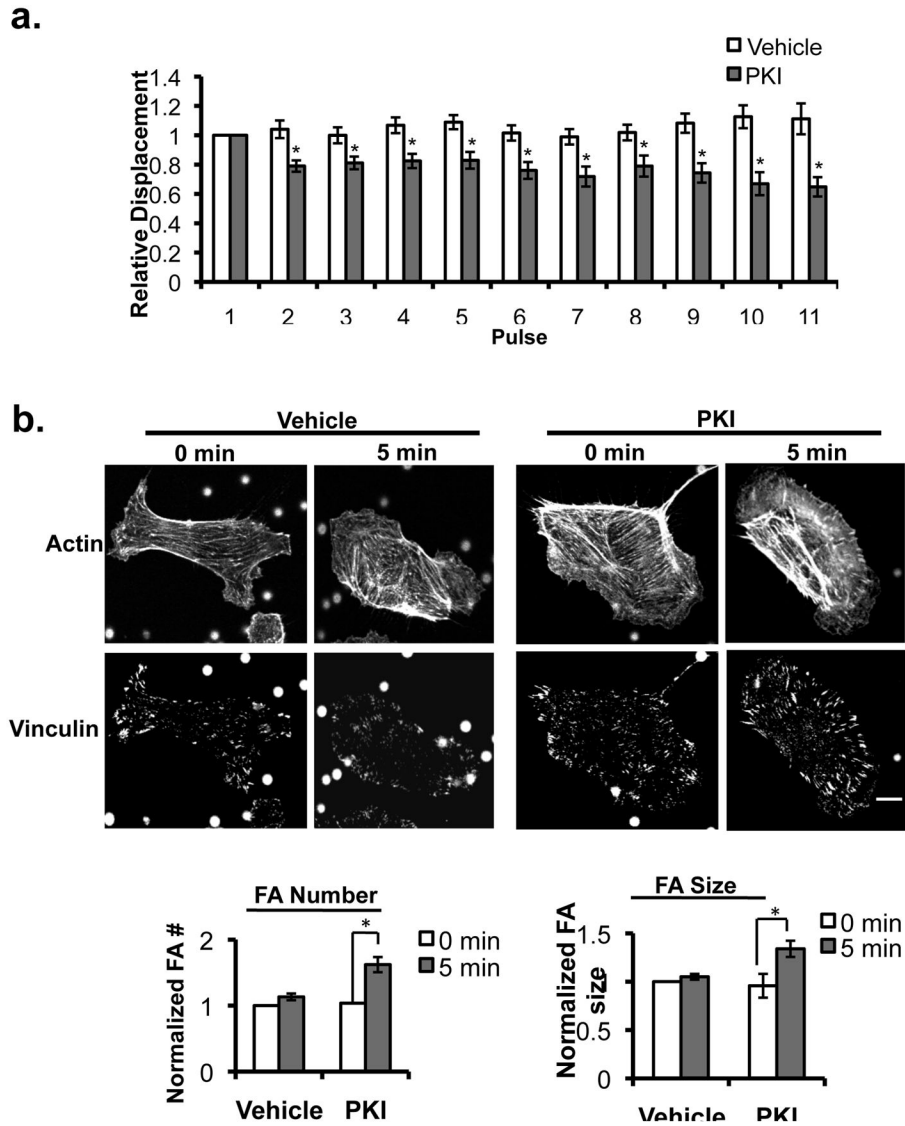 a.
Vehicle
PKI
Relative Displacement
1.4
1.2
1
0.8
0.6
0.4
0.2
0
* * * * * * * * * *
1 2 3 4 5 6 7 8 9 10 11
Pulse
b.
Vehicle
PKI
0 min 5 min 0 min 5 min
Actin
Vinculin
FA Number
Normalized FA #
2
1
0
*
0 min
5 min
Vehicle PKI
FA Size
Normalized FA size
1.5
1
0.5
0
*
0 min
5 min
Vehicle PKI